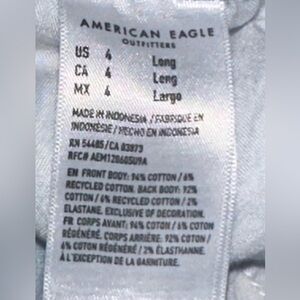 AMERICAN EAGLE
OUTFITTERS
US 4 Long
CA 4 Long
MX 4 Largo
MADE IN INDONESIA / FABRIQUÉ EN
INDONÉSIE / HECHO EN INDONESIA
RN 54485/CA 03973
RFC# AEM120605U9A
EN FRONT BODY: 94% COTTON / 6%
RECYCLED COTTON. BACK BODY: 92%
COTTON / 6% RECYCLED COTTON / 2%
ELASTANE. EXCLUSIVE OF DECORATION.
FR: CORPS AVANT: 94% COTON / 6% COTON
RÉGÉNÉRÉ. CORPS ARRIÈRE: 92% COTON /
6% COTON RÉGÉNÉRÉ / 2% ÉLASTHANNE.
À L'EXCEPTION DE LA GARNITURE.